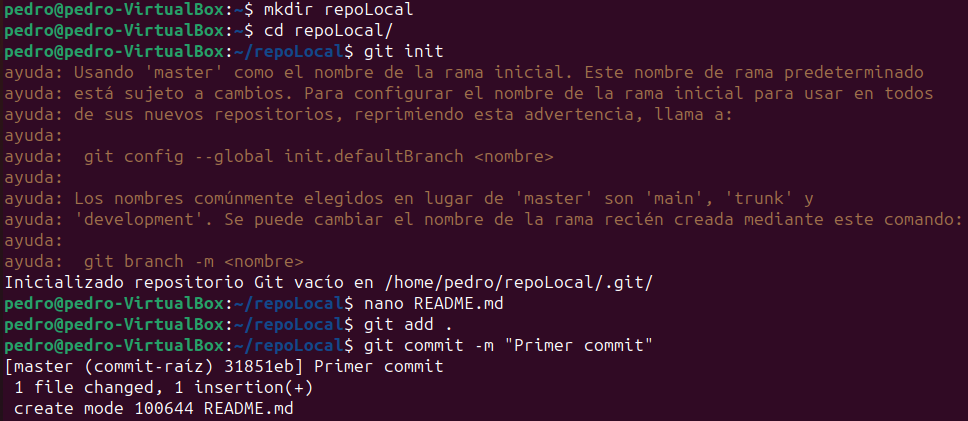 pedro@pedro-VirtualBox:~$ mkdir repoLocal
pedro@pedro-VirtualBox:~$ cd repoLocal/
pedro@pedro-VirtualBox:~/repoLocal$ git init
ayuda: Usando 'master' como el nombre de la rama inicial. Este nombre de rama predeterminado
ayuda: está sujeto a cambios. Para configurar el nombre de la rama inicial para usar en todos
ayuda: de sus nuevos repositorios, reprimiendo esta advertencia, llama a:
ayuda:
ayuda:  git config --global init.defaultBranch <nombre>
ayuda:
ayuda: Los nombres comúnmente elegidos en lugar de 'master' son 'main', 'trunk' y
ayuda: 'development'. Se puede cambiar el nombre de la rama recién creada mediante este comando:
ayuda:
ayuda:  git branch -m <nombre>
Inicializado repositorio Git vacío en /home/pedro/repoLocal/.git/
pedro@pedro-VirtualBox:~/repoLocal$ nano README.md
pedro@pedro-VirtualBox:~/repoLocal$ git add .
pedro@pedro-VirtualBox:~/repoLocal$ git commit -m "Primer commit"
[master (commit-raíz) 31851eb] Primer commit
 1 file changed, 1 insertion(+)
 create mode 100644 README.md